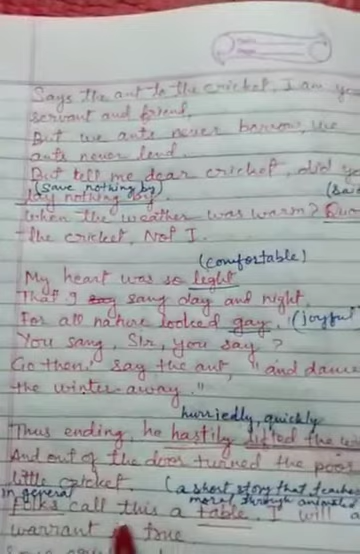 Says the ant to the cricket, I am you
servant and friend,
But we ants never borrow, we
ants never lend.
But tell me dear cricket, did yo
(Save nothing by)
lay nothing by
when the weather was warm? Quo
the cricket, Not I.
(comfortable)
My heart was so light
That I sang day and night,
For all nature looked gay. (joyful
You sang, Sir, you say?
Go then," say the ant, "and dance
the winter away."
hurriedly, quickly
Thus ending, he hastily lifted the wic
And out of the door turned the poor
little cricket
(a short story that teaches
in general
moral through animated
Folks call this a fable. I will
warrant it true